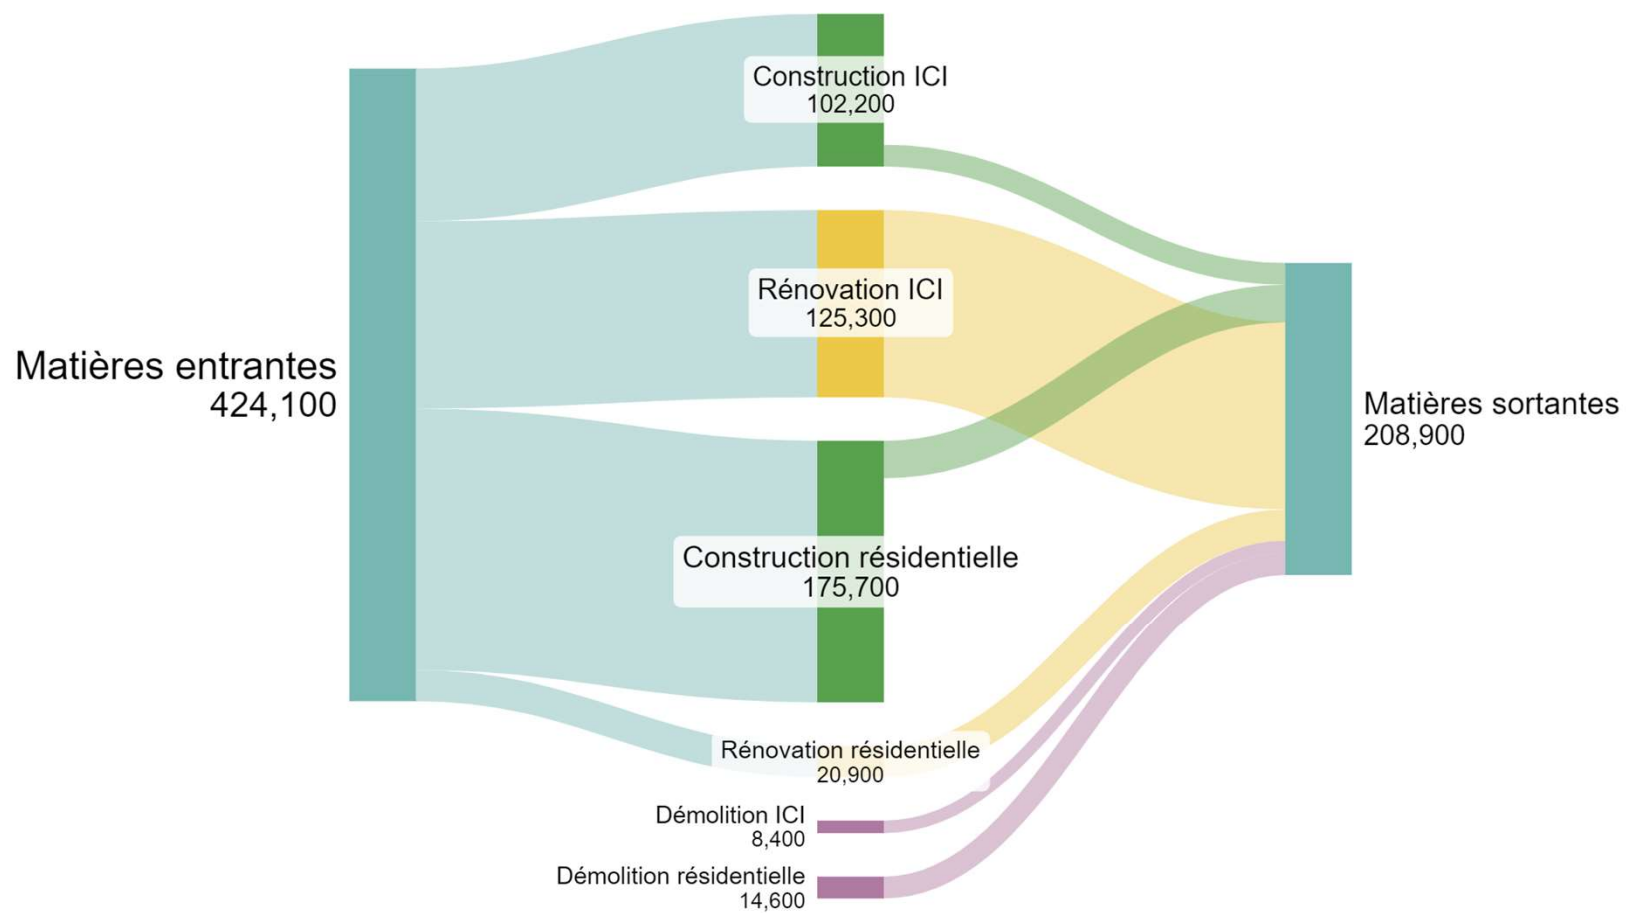 Construction ICI
102,200
Rénovation ICI
125,300
Matières entrantes
424,100
Matières sortantes
208,900
Construction résidentielle
175,700
Rénovation résidentielle
20,900
Démolition ICI
8,400
Démolition résidentielle
14,600